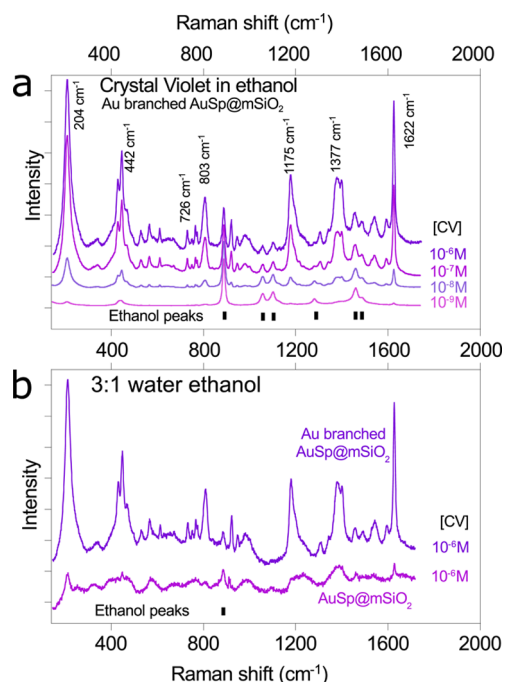 Raman shift (cm-1)
400 800 1200 1600 2000
a
Crystal Violet in ethanol
Au branched AuSp@mSiO2
204 cm-1
442 cm-1
726 cm-1
803 cm-1
1175 cm-1
1377 cm-1
1622 cm-1
Intensity
[CV]
10-6M
10-7M
10-8M
10-9M
Ethanol peaks
400 800 1200 1600 2000
b
3:1 water ethanol
Au branched
AuSp@mSiO2
Intensity
[CV]
10-6M
10-6M
AuSp@mSiO2
Ethanol peaks
400 800 1200 1600 2000
Raman shift (cm-1)